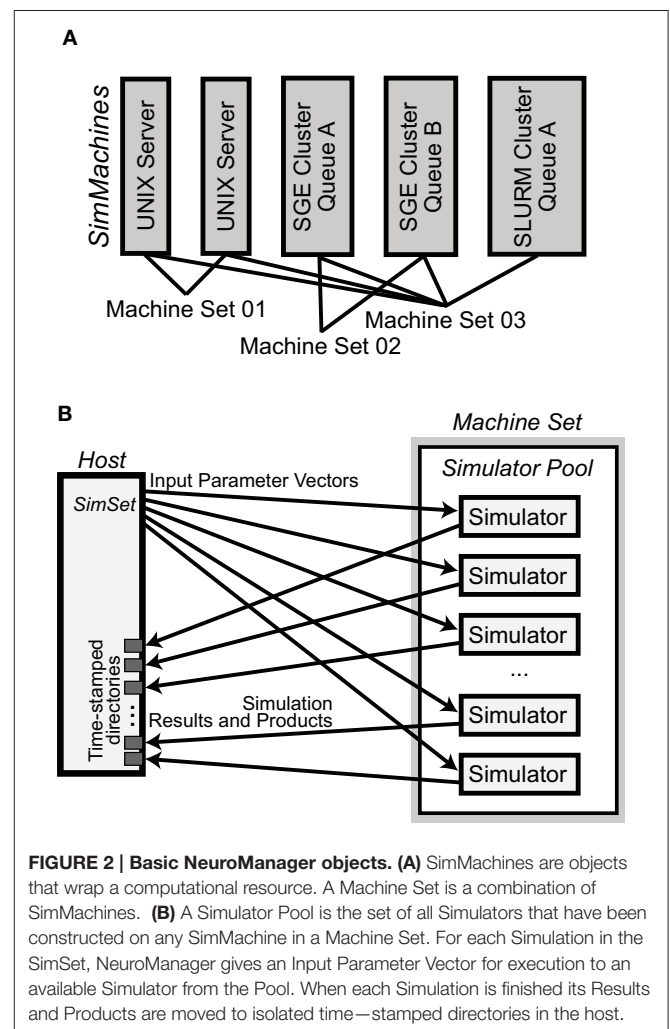 A
SimMachines
UNIX Server
UNIX Server
SGE Cluster
Queue A
SGE Cluster
Queue B
SLURM Cluster
Queue A
Machine Set 01
Machine Set 03
Machine Set 02
B
Machine Set
Host
Simulator Pool
Input Parameter Vectors
SimSet
Simulator
Simulator
Simulator
...
Simulator
Simulator
Time-stamped
directories
...
Simulation
Results and Products
FIGURE 2 | Basic NeuroManager objects. (A) SimMachines are objects
that wrap a computational resource. A Machine Set is a combination of
SimMachines. (B) A Simulator Pool is the set of all Simulators that have been
constructed on any SimMachine in a Machine Set. For each Simulation in the
SimSet, NeuroManager gives an Input Parameter Vector for execution to an
available Simulator from the Pool. When each Simulation is finished its Results
and Products are moved to isolated time—stamped directories in the host.